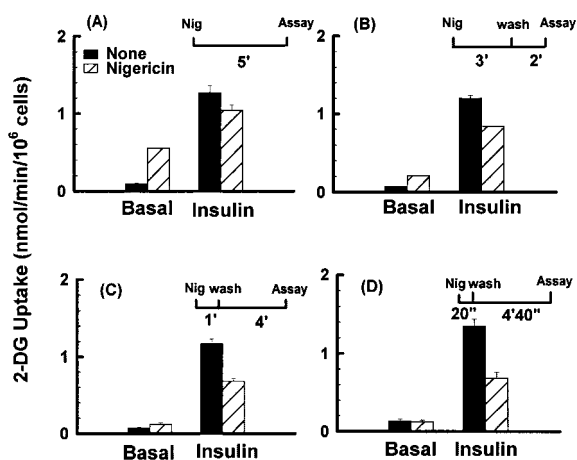 (A)
Nig Assay
5'
None
Nigericin
2
1
0
Basal Insulin
(B)
Nig wash Assay
3' 2'
2
1
0
Basal Insulin
(C)
Nig wash Assay
1' 4'
2
1
0
Basal Insulin
(D)
Nig wash Assay
20" 4'40"
2
1
0
Basal Insulin
2-DG Uptake (nmol/min/10⁶ cells)